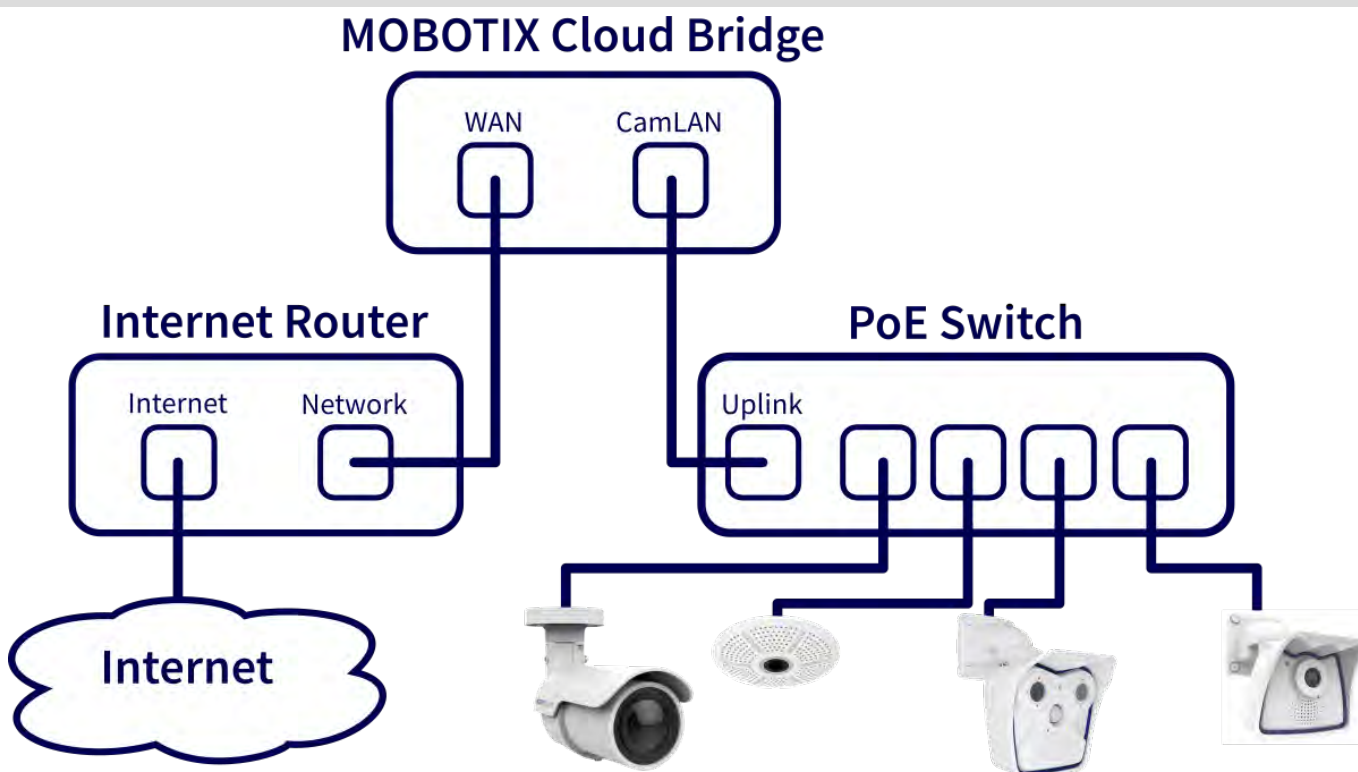 MOBOTIX Cloud Bridge
WAN
CamLAN
Internet Router
PoE Switch
Internet
Network
Uplink
Internet